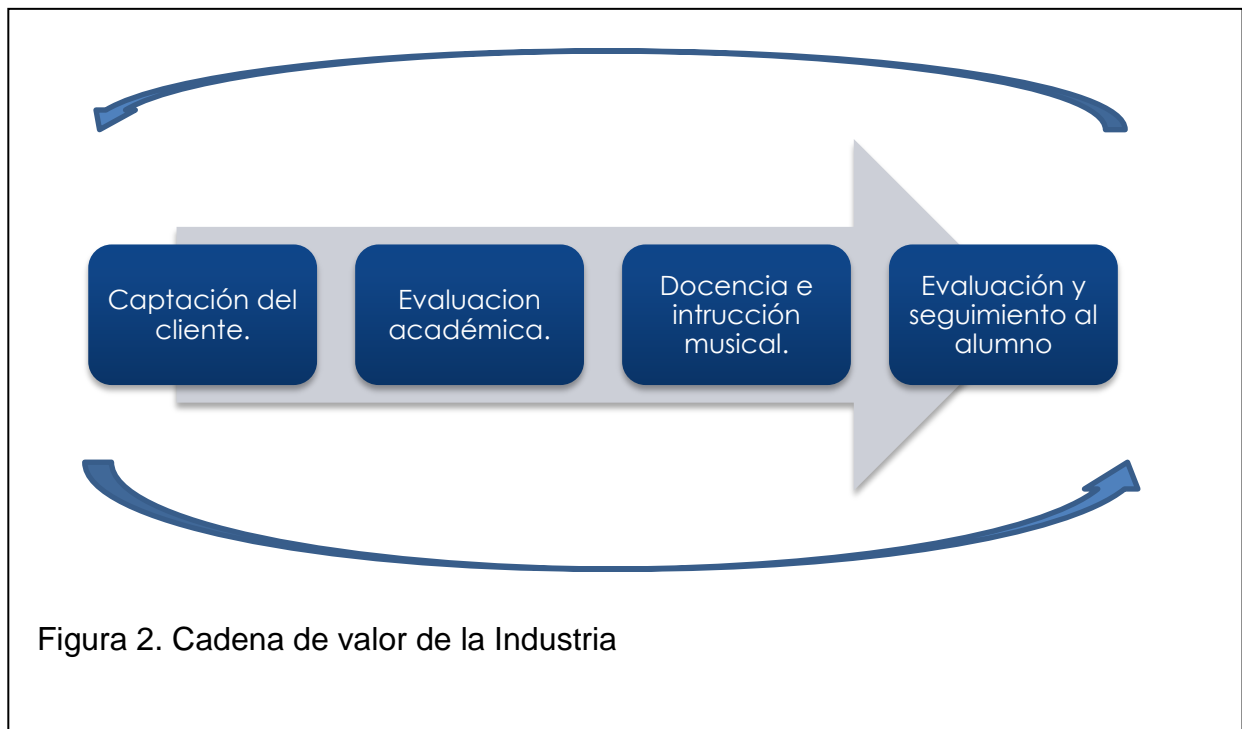 Captación del
cliente.
Evaluacion
académica.
Docencia e
intrucción
musical.
Evaluación y
seguimiento al
alumno
Figura 2. Cadena de valor de la Industria